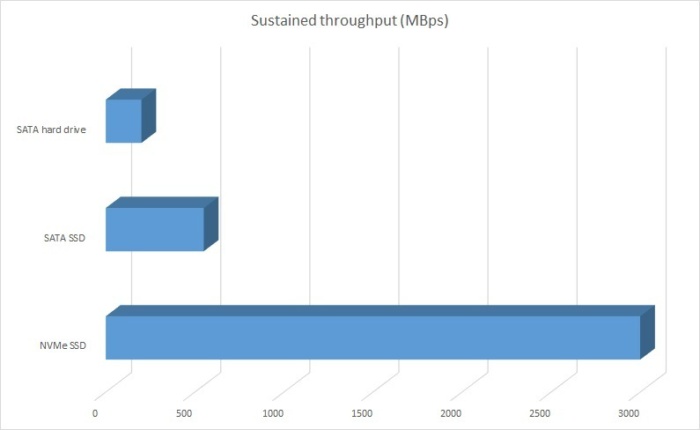 Sustained throughput (MBps)
SATA hard drive
SATA SSD
NVMe SSD
0 500 1000 1500 2000 2500 3000